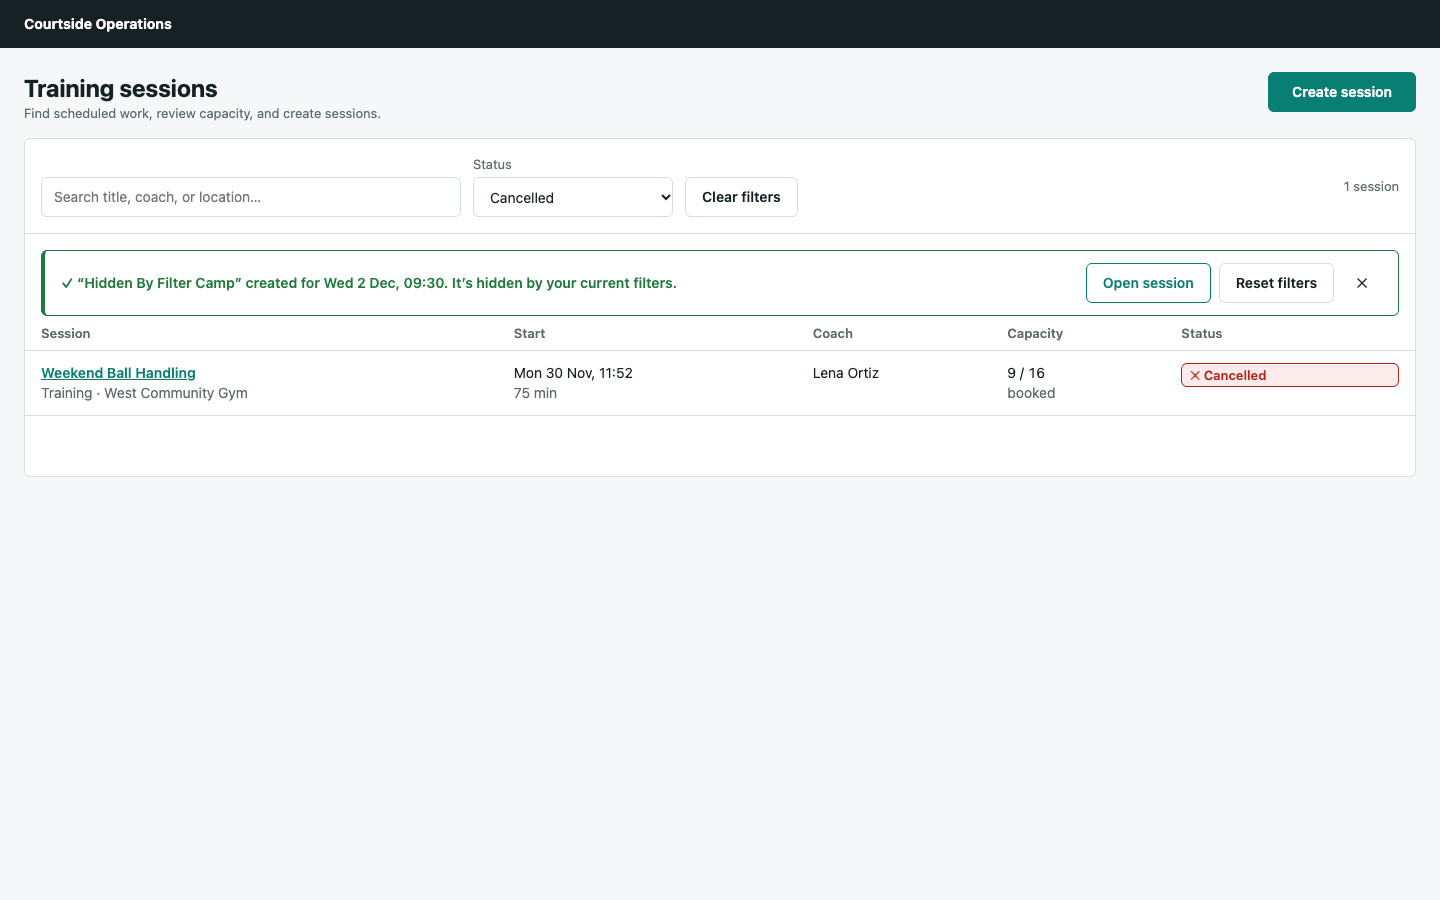 Courtside Operations
Training sessions
Find scheduled work, review capacity, and create sessions.
Create session
Status
Search title, coach, or location...
Cancelled
Clear filters
1 session
✓ “Hidden By Filter Camp” created for Wed 2 Dec, 09:30. It’s hidden by your current filters.
Open session
Reset filters
×
Session Start Coach Capacity Status
Weekend Ball Handling Mon 30 Nov, 11:52 Lena Ortiz 9 / 16 × Cancelled
Training · West Community Gym 75 min booked